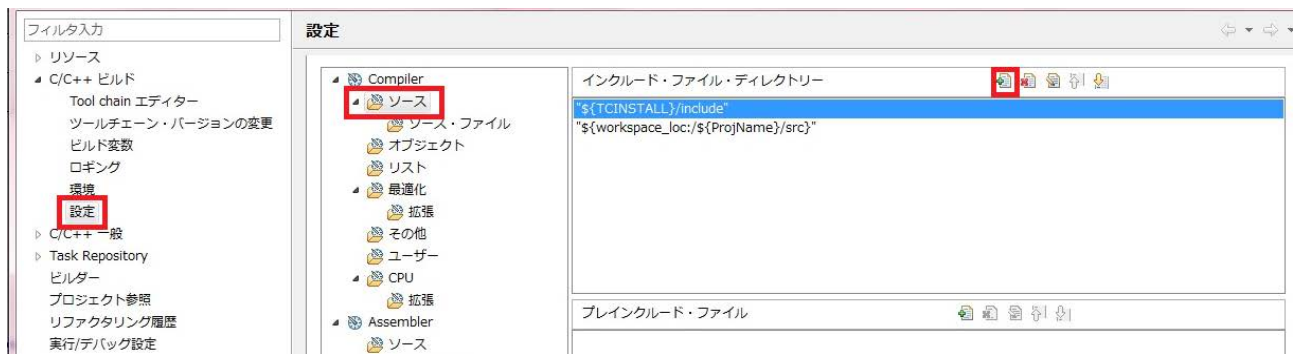 フィルタ入力
リソース
C/C++ ビルド
Tool chain エディター
ツールチェーン・バージョンの変更
ビルド変数
ロギング
環境
設定
C/C++ 一般
Task Repository
ビルダー
プロジェクト参照
リファクタリング履歴
実行/デバッグ設定
設定
Compiler
ソース
ソース・ファイル
オブジェクト
リスト
最適化
拡張
その他
ユーザー
CPU
拡張
Assembler
ソース
インクルード・ファイル・ディレクトリー
"${TCINSTALL}/include"
"${workspace_loc:/${ProjName}/src}"
プレインクルード・ファイル